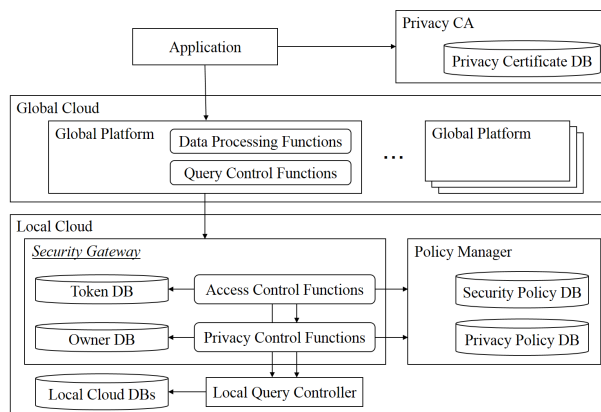 Privacy CA
Application
Privacy Certificate DB
Global Cloud
Global Platform
Data Processing Functions
Query Control Functions
...
Global Platform
Local Cloud
Security Gateway
Policy Manager
Token DB
Access Control Functions
Security Policy DB
Owner DB
Privacy Control Functions
Privacy Policy DB
Local Cloud DBs
Local Query Controller